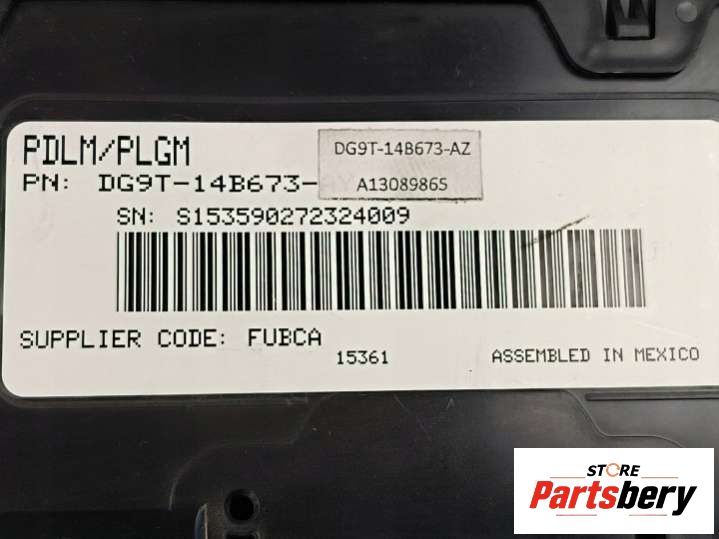 PDLM/PLGM
PN: DG9T-14B673-
DG9T-14B673-AZ
A13089865
SN: S153590272324009
SUPPLIER CODE: FUBCA
15361
ASSEMBLED IN MEXICO
STORE
Partsbery